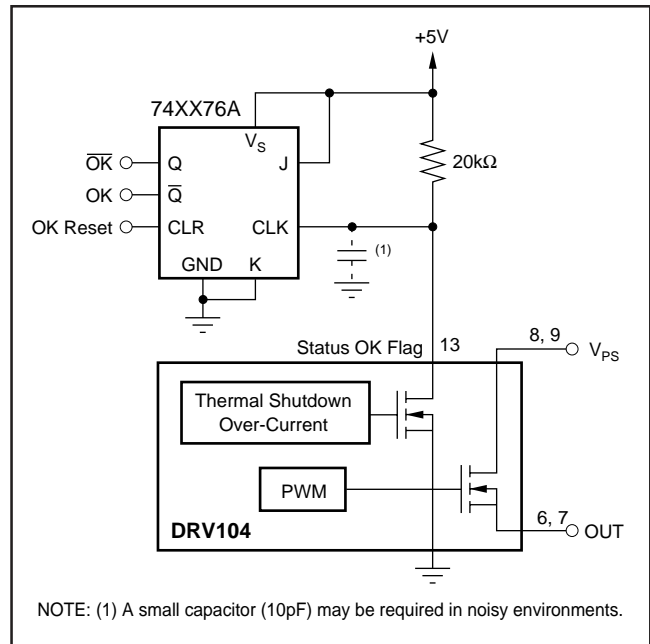 +5V
74XX76A
V_S
O̅K̅ Q J 20kΩ
OK Q̅
OK Reset CLR CLK (1)
GND K
Status OK Flag 13 8, 9 V_PS
Thermal Shutdown
Over-Current
PWM
DRV104 6, 7 OUT
NOTE: (1) A small capacitor (10pF) may be required in noisy environments.